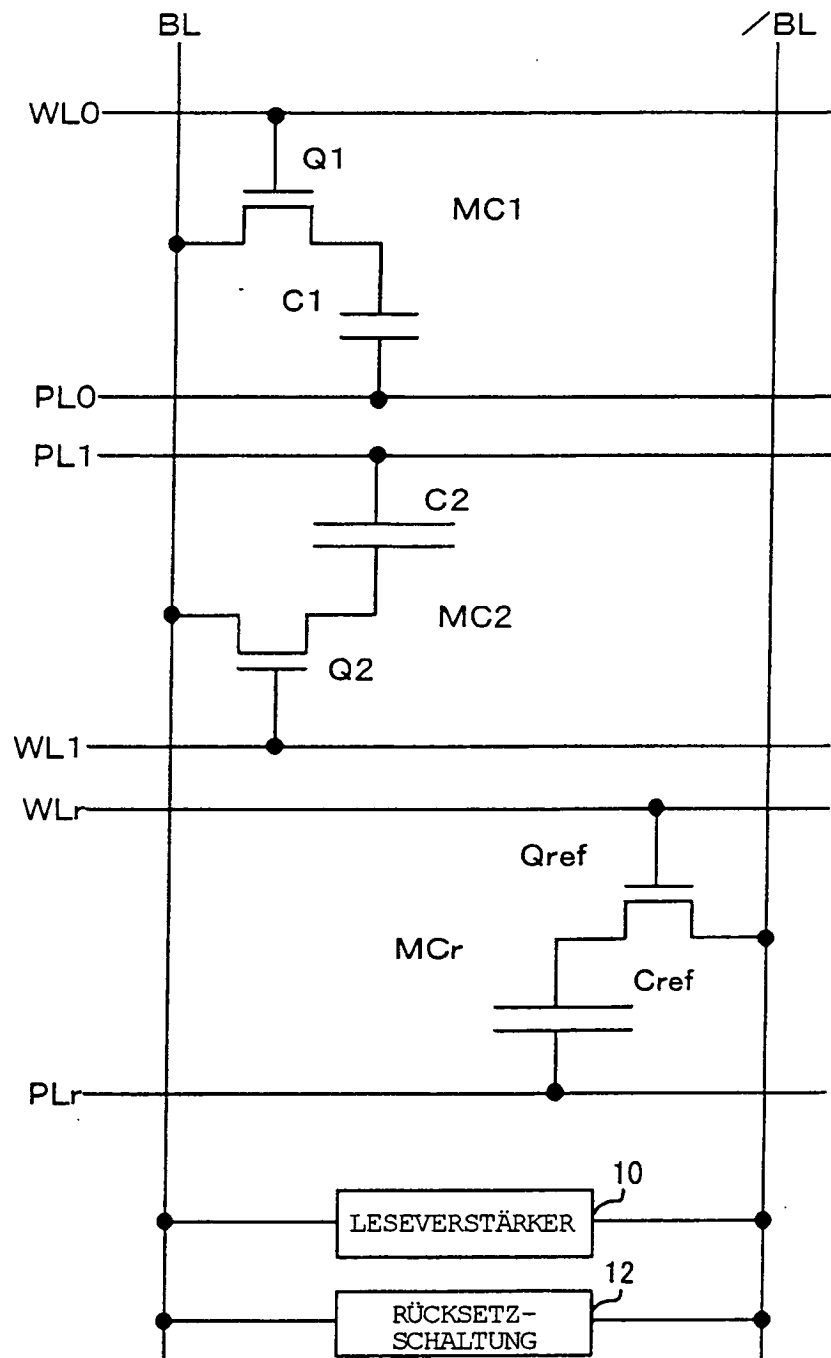 BL
/BL
WL0
Q1
MC1
C1
PL0
PL1
C2
MC2
Q2
WL1
WLr
Qref
MCr
Cref
PLr
10
LESEVERSTÄRKER
12
RÜCKSETZ-
SCHALTUNG